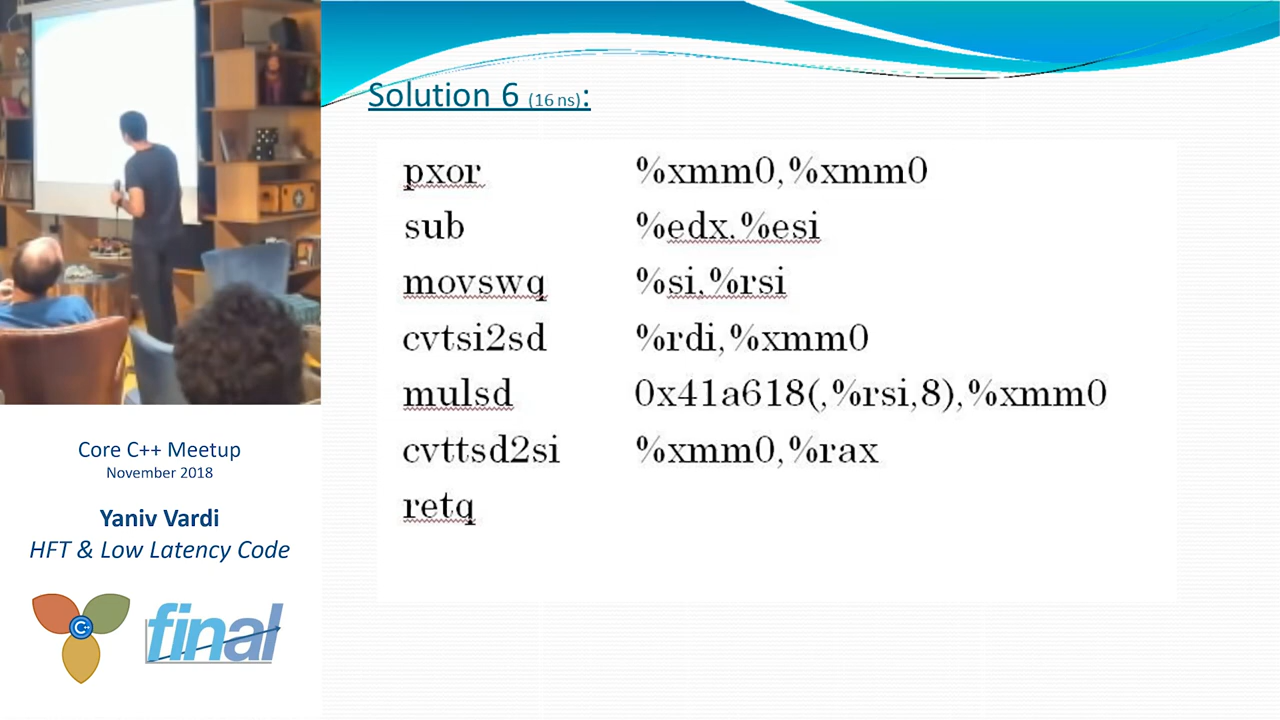 Solution 6 (16 ns):
pxor %xmm0,%xmm0
sub %edx,%esi
movswq %si,%rsi
cvtsi2sd %rdi,%xmm0
mulsd 0x41a618(,%rsi,8),%xmm0
cvttsd2si %xmm0,%rax
retq
Core C++ Meetup
November 2018
Yaniv Vardi
HFT & Low Latency Code
C++
final